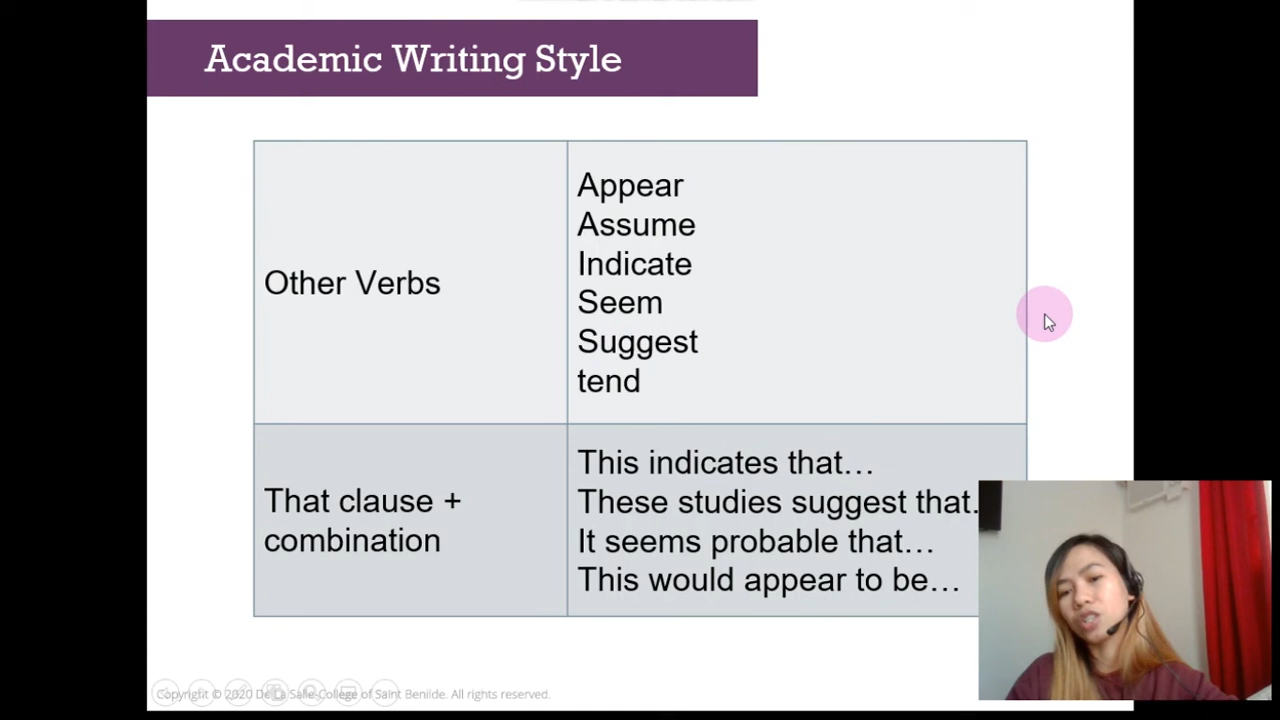 Academic Writing Style
Other Verbs
Appear
Assume
Indicate
Seem
Suggest
tend
That clause +
combination
This indicates that…
These studies suggest that.
It seems probable that…
This would appear to be…
Copyright © 2020 De La Salle-College of Saint Benilde. All rights reserved.